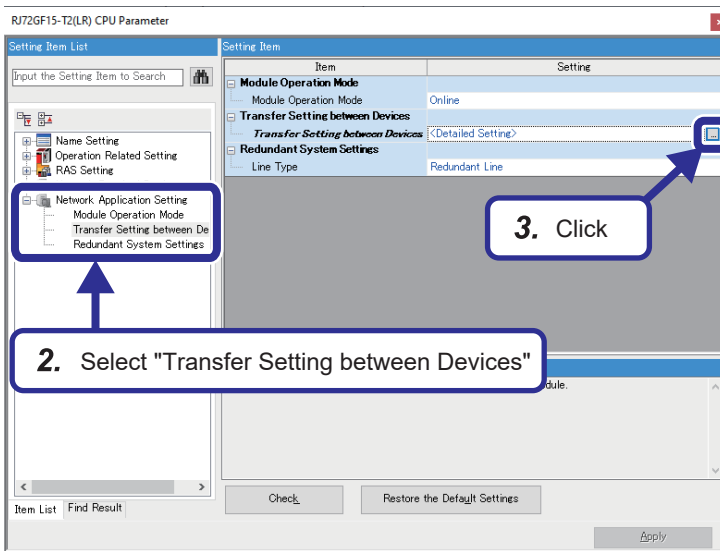 RJ72GF15-T2(LR) CPU Parameter
Setting Item List
Input the Setting Item to Search
Name Setting
Operation Related Setting
RAS Setting
Network Application Setting
Module Operation Mode
Transfer Setting between De
Redundant System Settings
Item List
Find Result
Setting Item
Item Setting
Module Operation Mode
Module Operation Mode Online
Transfer Setting between Devices
Transfer Setting between Devices <Detailed Setting>
Redundant System Settings
Line Type Redundant Line
...
3. Click
2. Select "Transfer Setting between Devices"
dule.
Check
Restore the Default Settings
Apply